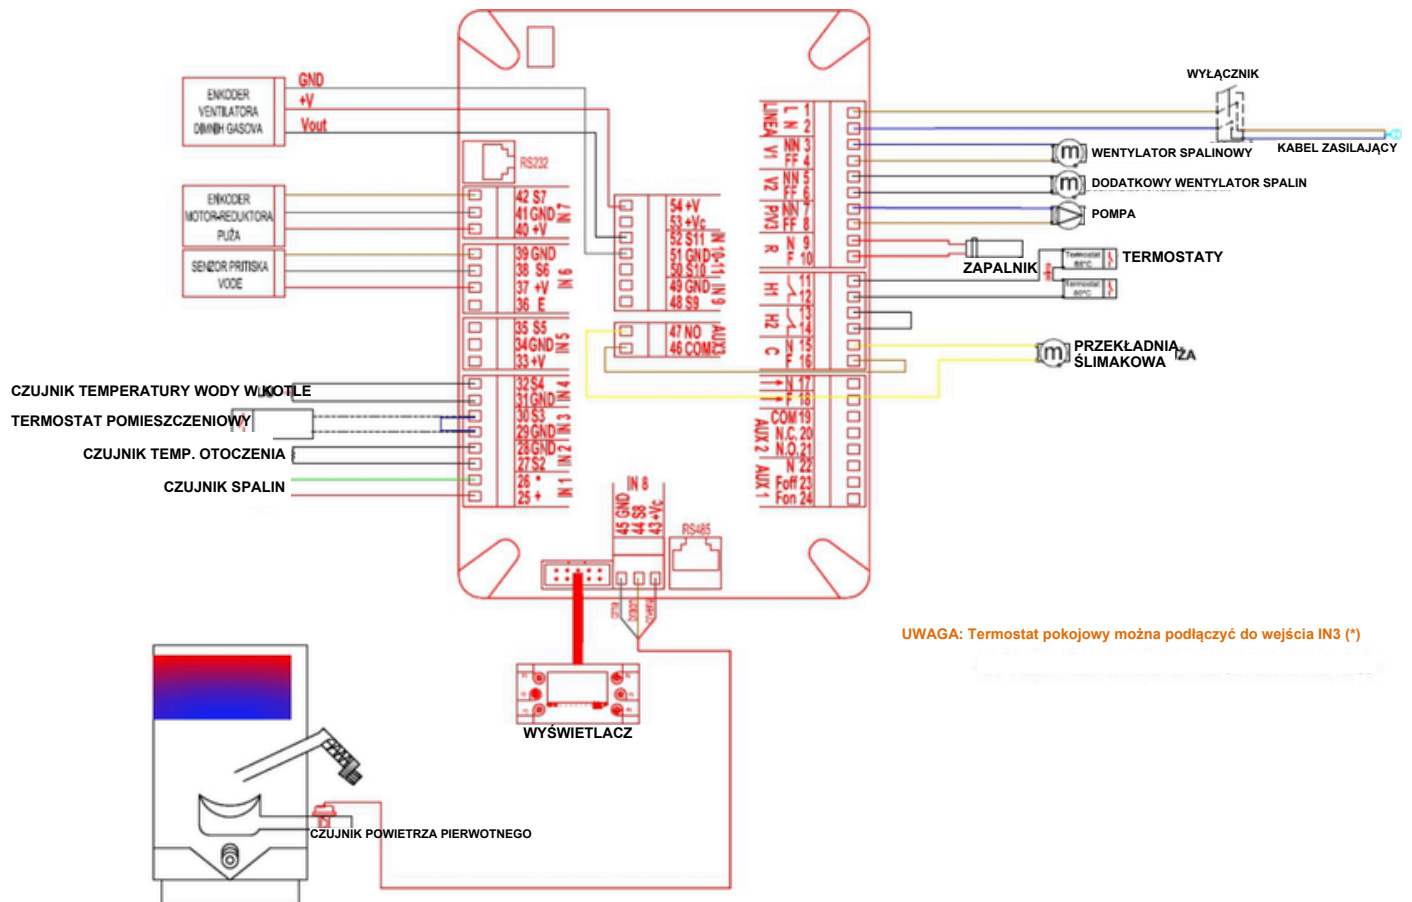 GND
+V
Vout
ENKODER
VENTILATORA
DIMNIH GASOVA
ENKODER
MOTOR-REDUKTORA
PUŽA
SENZOR PRITISKA
VODE
CZUJNIK TEMPERATURY WODY W KOTLE
TERMOSTAT POMIESZCZENIOWY
CZUJNIK TEMP. OTOCZENIA
CZUJNIK SPALIN
RS232
42 S7
41 GND
40 +V
IN 7
39 GND
38 S6
37 +V
36 E
IN 6
35 S5
34 GND
33 +V
IN 5
32 S4
31 GND
IN 4
30 S3
29 GND
IN 3
28 GND
27 S2
IN 2
26 *
25 +
IN 1
54 +V
53 +Vc
52 S11
51 GND
50 S10
IN 10-11
49 GND
48 S9
IN 9
47 NO
46 COM
AUX3
LINEA
L 1
N 2
V1
NN 3
FF 4
V2
NN 5
FF 6
P/V3
NN 7
FF 8
R
N 9
F 10
H1
11
12
H2
13
14
C
N 15
F 16
N 17
F 18
AUX 2
COM 19
N.C. 20
N.O. 21
AUX 1
N 22
Foff 23
Fon 24
IN 8
45 GND
44 S8
43 +Vc
RS485
WYŁĄCZNIK
KABEL ZASILAJĄCY
m
WENTYLATOR SPALINOWY
m
DODATKOWY WENTYLATOR SPALIN
POMPA
ZAPALNIK
Termostat
Termostat
TERMOSTATY
m
PRZEKŁADNIA
ŚLIMAKOWA
ŽA
UWAGA: Termostat pokojowy można podłączyć do wejścia IN3 (*)
WYŚWIETLACZ
CZUJNIK POWIETRZA PIERWOTNEGO